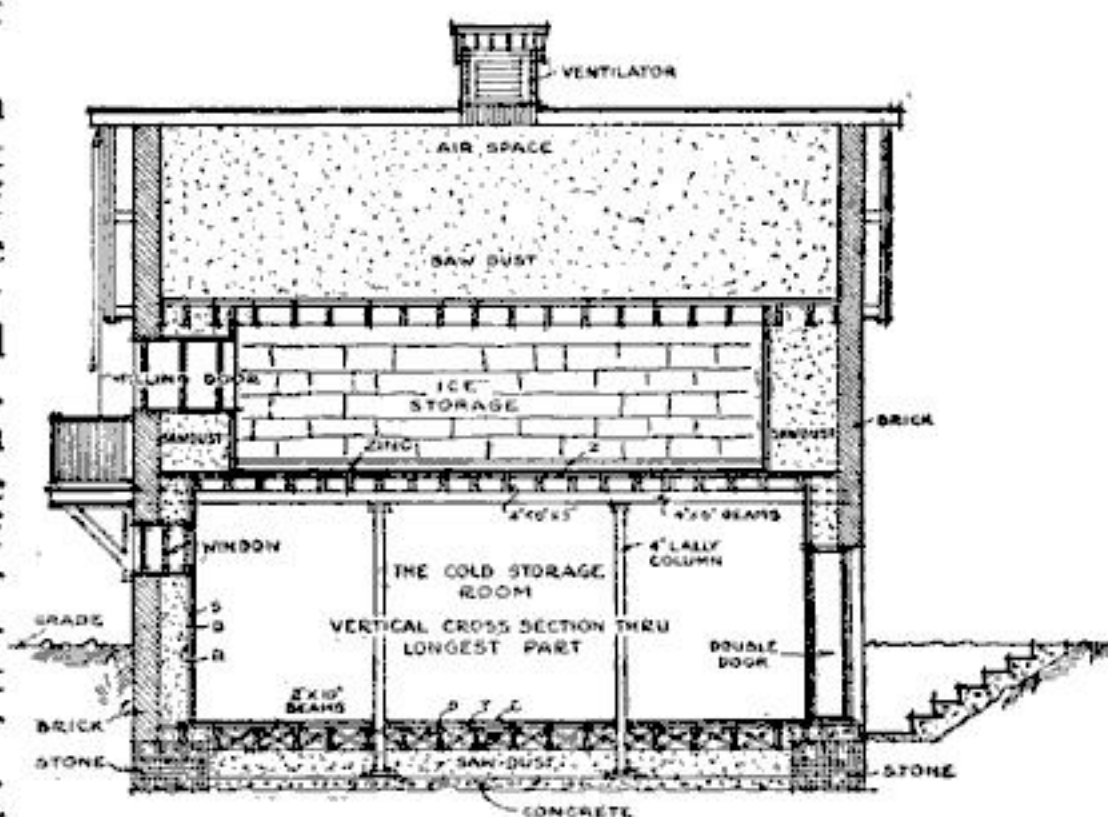 VENTILATOR
AIR SPACE
SAW DUST
FILLING DOOR
ICE
STORAGE
BRICK
SAWDUST
SAWDUST
ZINC
Z
4"x6" BEAMS
WINDOW
4" LALLY
COLUMN
THE COLD STORAGE
ROOM
S
GRADE
VERTICAL CROSS SECTION THRU
LONGEST PART
DOUBLE
DOOR
B
2"X10"
BEAMS
BRICK
STONE
SAW-DUST
STONE
CONCRETE